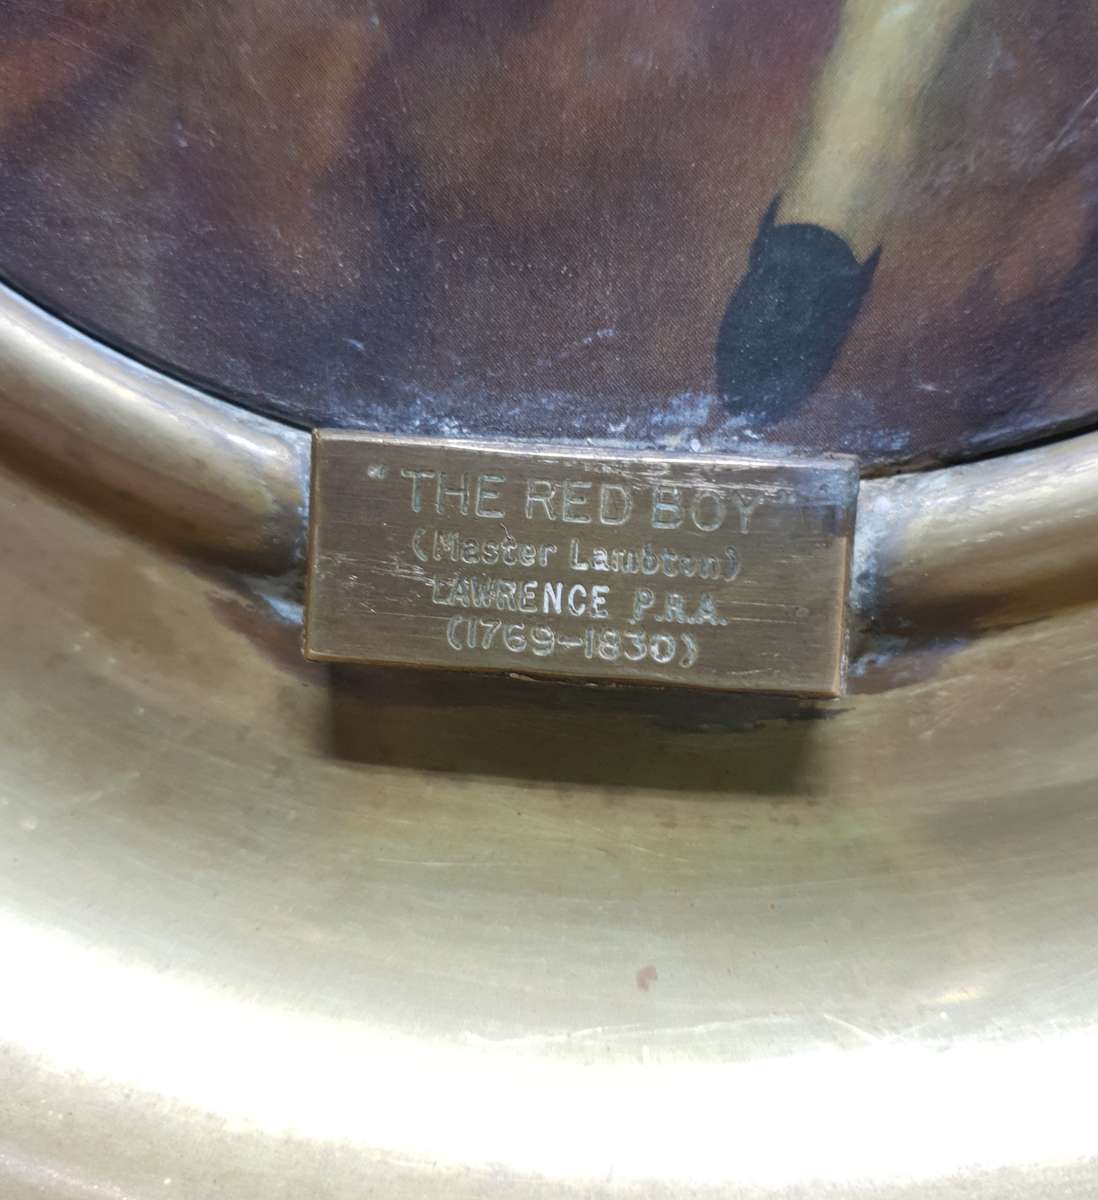 "THE RED BOY"
(Master Lambton)
LAWRENCE P.R.A.
(1769-1830)